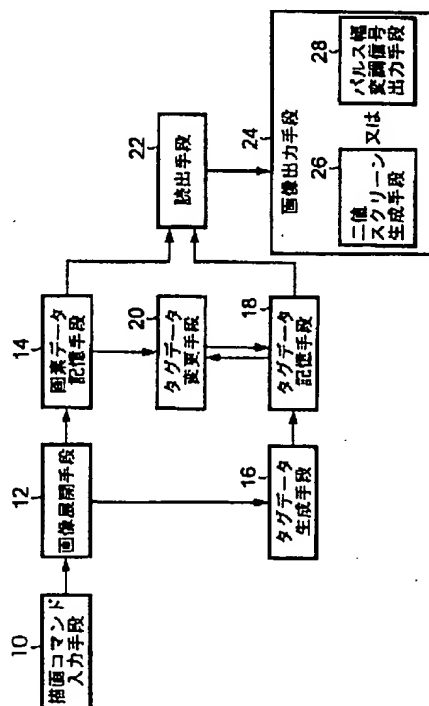 10
描画コマンド
入力手段
12
画像展開手段
14
画素データ
記憶手段
16
タグデータ
生成手段
20
タグデータ
変更手段
18
タグデータ
記憶手段
22
読出手段
24
画像出力手段
26
二値
スクリーン
生成手段
又は
28
パルス幅
変調信号
出力手段